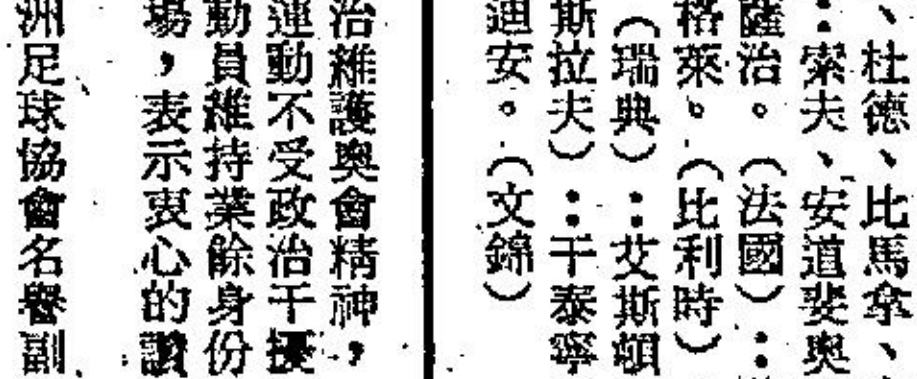 、杜德、比馬拿、
：索夫、安道斐奧
薩治。（法國）：
格萊。（比利時）
（瑞典）：艾斯頓
斯拉夫）：干泰寧
迪安。（文錦）
治維護奧會精神，
運動不受政治干擾
動員維持業餘身份
場，表示衷心的讚
洲足球協會名譽副